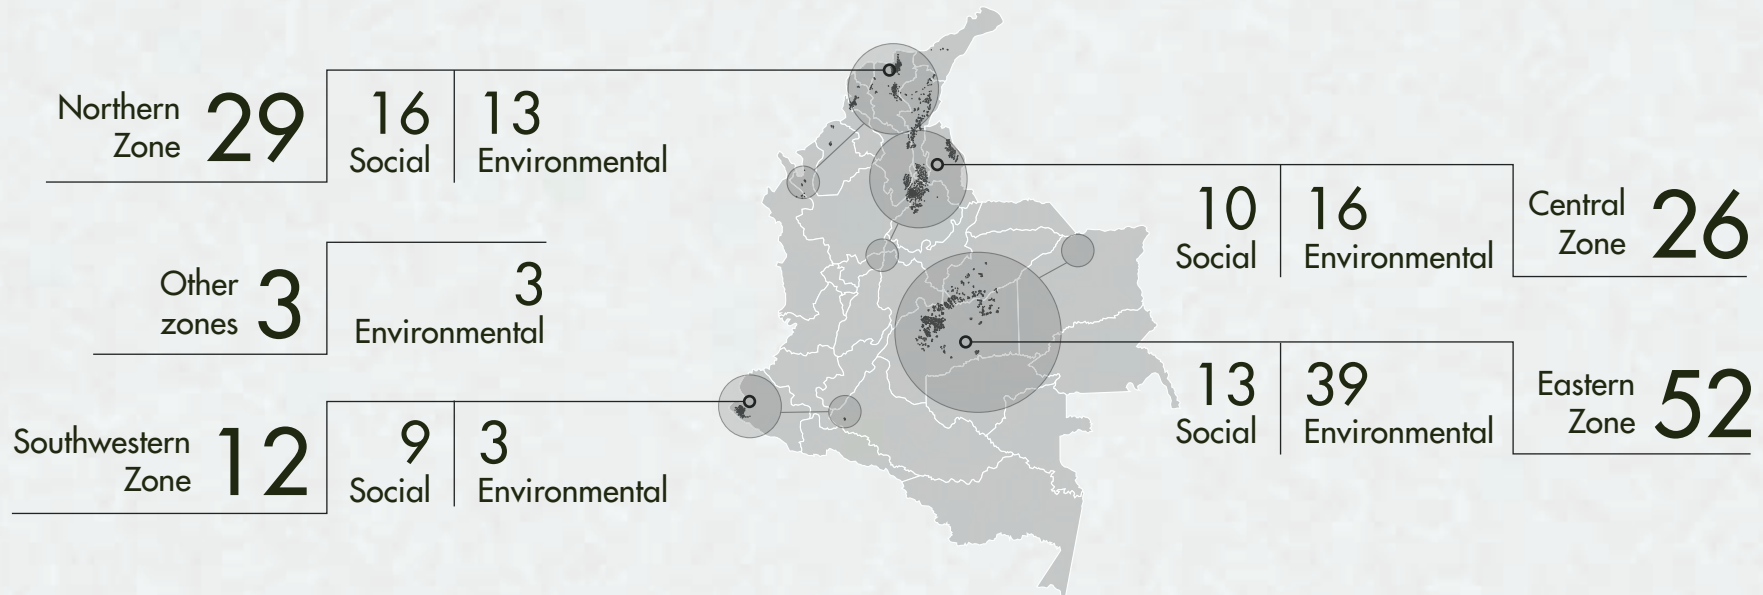 Northern
Zone
29
16
Social
13
Environmental
Other
zones
3
3
Environmental
Southwestern
Zone
12
9
Social
3
Environmental
10
Social
16
Environmental
Central
Zone
26
13
Social
39
Environmental
Eastern
Zone
52